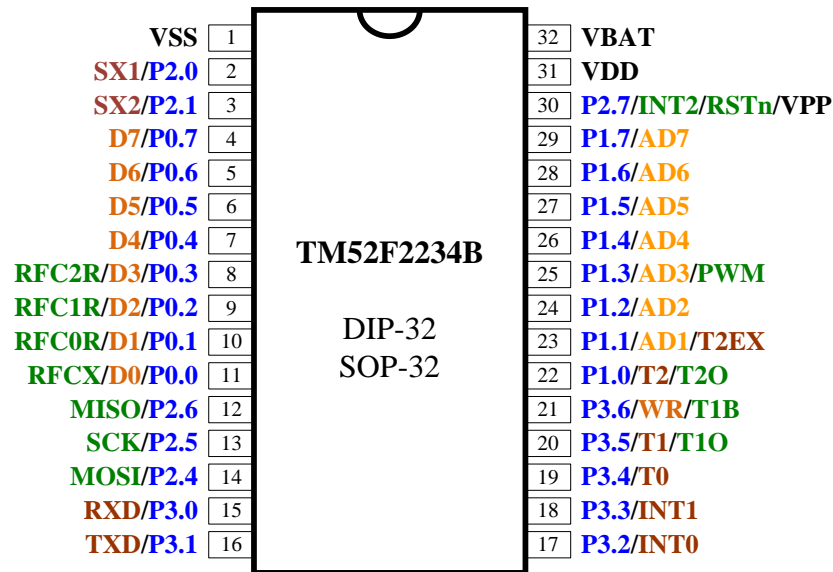 VSS 1 32 VBAT
SX1/P2.0 2 31 VDD
SX2/P2.1 3 30 P2.7/INT2/RSTn/VPP
D7/P0.7 4 29 P1.7/AD7
D6/P0.6 5 28 P1.6/AD6
D5/P0.5 6 27 P1.5/AD5
D4/P0.4 7 26 P1.4/AD4
TM52F2234B
RFC2R/D3/P0.3 8 25 P1.3/AD3/PWM
RFC1R/D2/P0.2 9 24 P1.2/AD2
DIP-32
RFC0R/D1/P0.1 10 23 P1.1/AD1/T2EX
SOP-32
RFCX/D0/P0.0 11 22 P1.0/T2/T2O
MISO/P2.6 12 21 P3.6/WR/T1B
SCK/P2.5 13 20 P3.5/T1/T1O
MOSI/P2.4 14 19 P3.4/T0
RXD/P3.0 15 18 P3.3/INT1
TXD/P3.1 16 17 P3.2/INT0